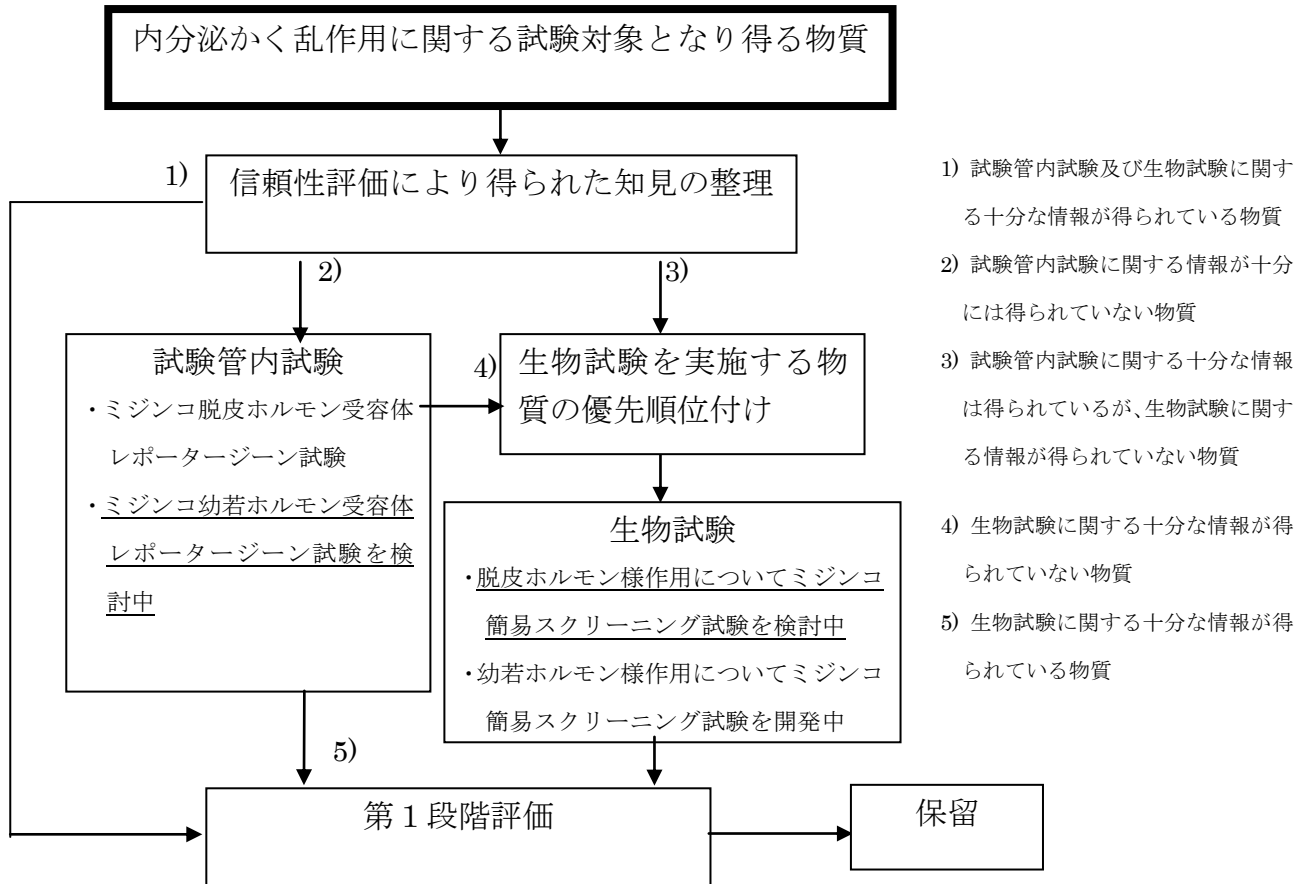 内分泌かく乱作用に関する試験対象となり得る物質
1)
信頼性評価により得られた知見の整理
2)
3)
試験管内試験
・ミジンコ脱皮ホルモン受容体
レポータージーン試験
・ミジンコ幼若ホルモン受容体
レポータージーン試験を検
討中
4)
生物試験を実施する物
質の優先順位付け
生物試験
・脱皮ホルモン様作用についてミジンコ
簡易スクリーニング試験を検討中
・幼若ホルモン様作用についてミジンコ
簡易スクリーニング試験を開発中
5)
第１段階評価
保留
1) 試験管内試験及び生物試験に関す
る十分な情報が得られている物質
2) 試験管内試験に関する情報が十分
には得られていない物質
3) 試験管内試験に関する十分な情報
は得られているが、生物試験に関す
る情報が得られていない物質
4) 生物試験に関する十分な情報が得
られていない物質
5) 生物試験に関する十分な情報が得
られている物質